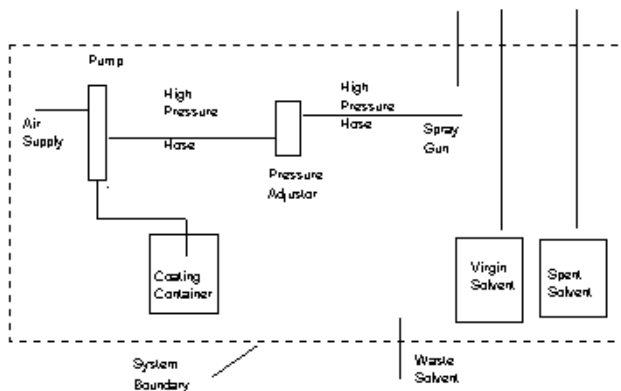 Pump
High
Pressure
Hose
High
Pressure
Hose
Air
Supply
Spray
Gun
Pressure
Adjustor
Coating
Container
Virgin
Solvent
Spent
Solvent
System
Boundary
Waste
Solvent